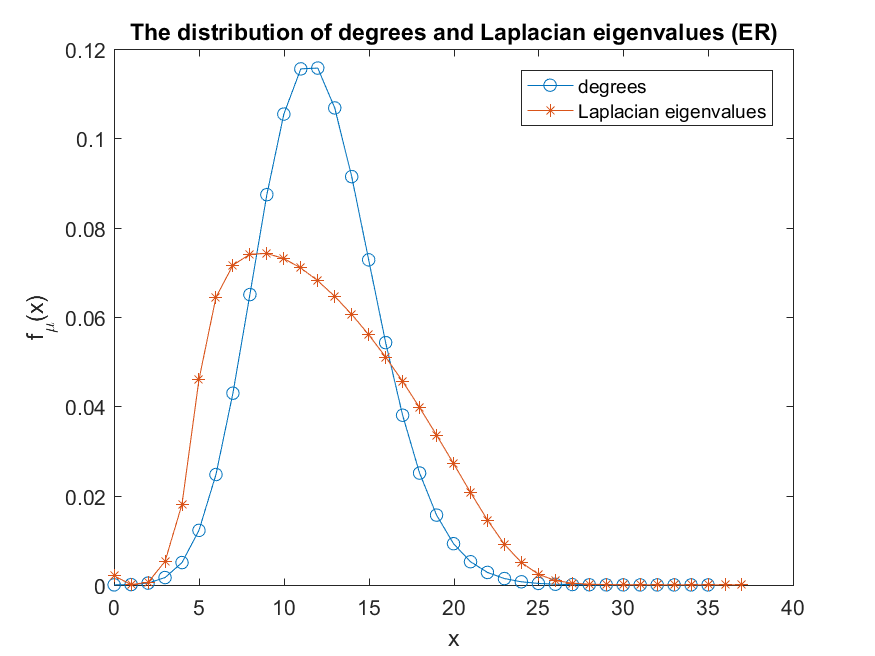 The distribution of degrees and Laplacian eigenvalues (ER)
degrees
Laplacian eigenvalues
0.12
0.1
0.08
0.06
0.04
0.02
0
f_μ(x)
0 5 10 15 20 25 30 35 40
x